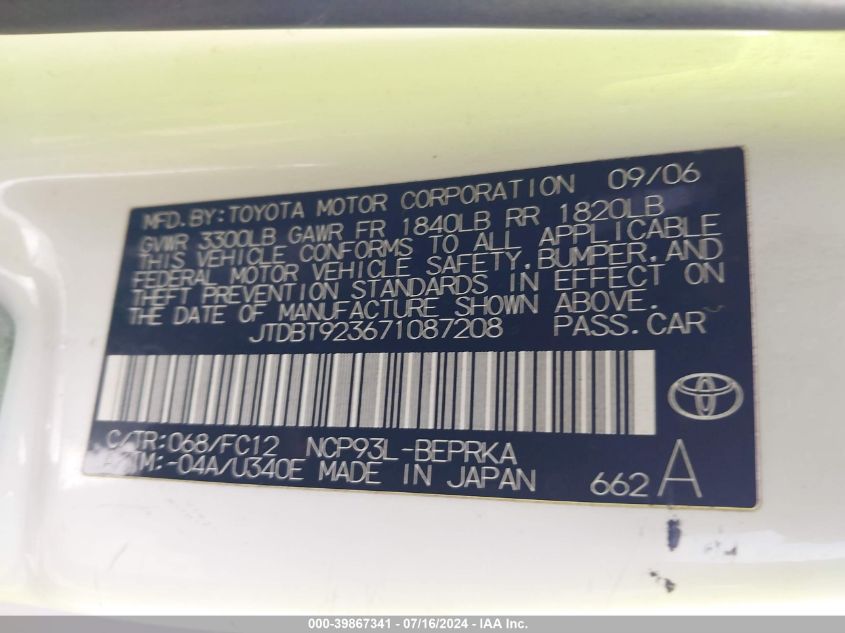 MFD.BY:TOYOTA MOTOR CORPORATION 09/06
GVWR 3300LB GAWR FR 1840LB RR 1820LB
THIS VEHICLE CONFORMS TO ALL APPLICABLE
FEDERAL MOTOR VEHICLE SAFETY,BUMPER,AND
THEFT PREVENTION STANDARDS IN EFFECT ON
THE DATE OF MANUFACTURE SHOWN ABOVE.
JTDBT923671087208 PASS.CAR
C/TR:068/FC12 NCP93L-BEPRKA
A/TM:-04A/U340E MADE IN JAPAN 662 A
000-39867341 - 07/16/2024 - IAA Inc.